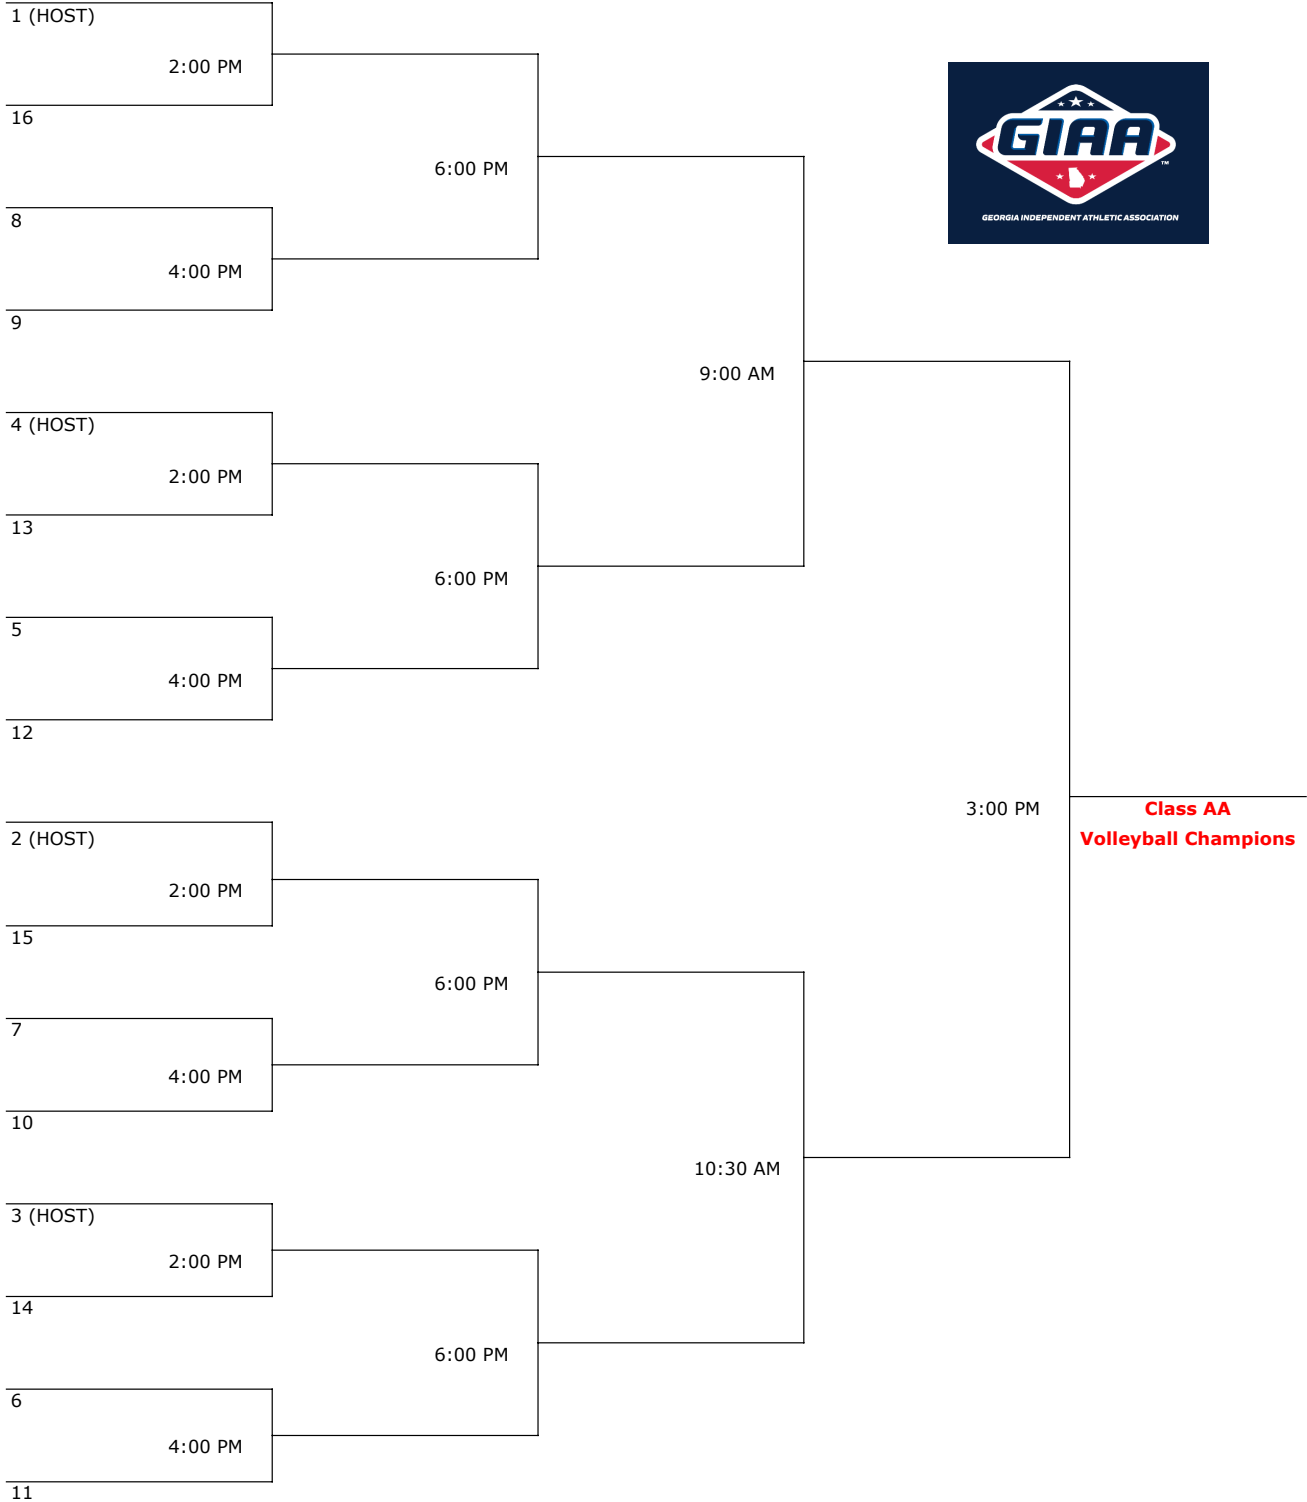 1 (HOST)
2:00 PM
16
6:00 PM
8
4:00 PM
9
9:00 AM
4 (HOST)
2:00 PM
13
6:00 PM
5
4:00 PM
12
3:00 PM
Class AA
Volleyball Champions
2 (HOST)
2:00 PM
15
6:00 PM
7
4:00 PM
10
10:30 AM
3 (HOST)
2:00 PM
14
6:00 PM
6
4:00 PM
11
GIAA
™
GEORGIA INDEPENDENT ATHLETIC ASSOCIATION